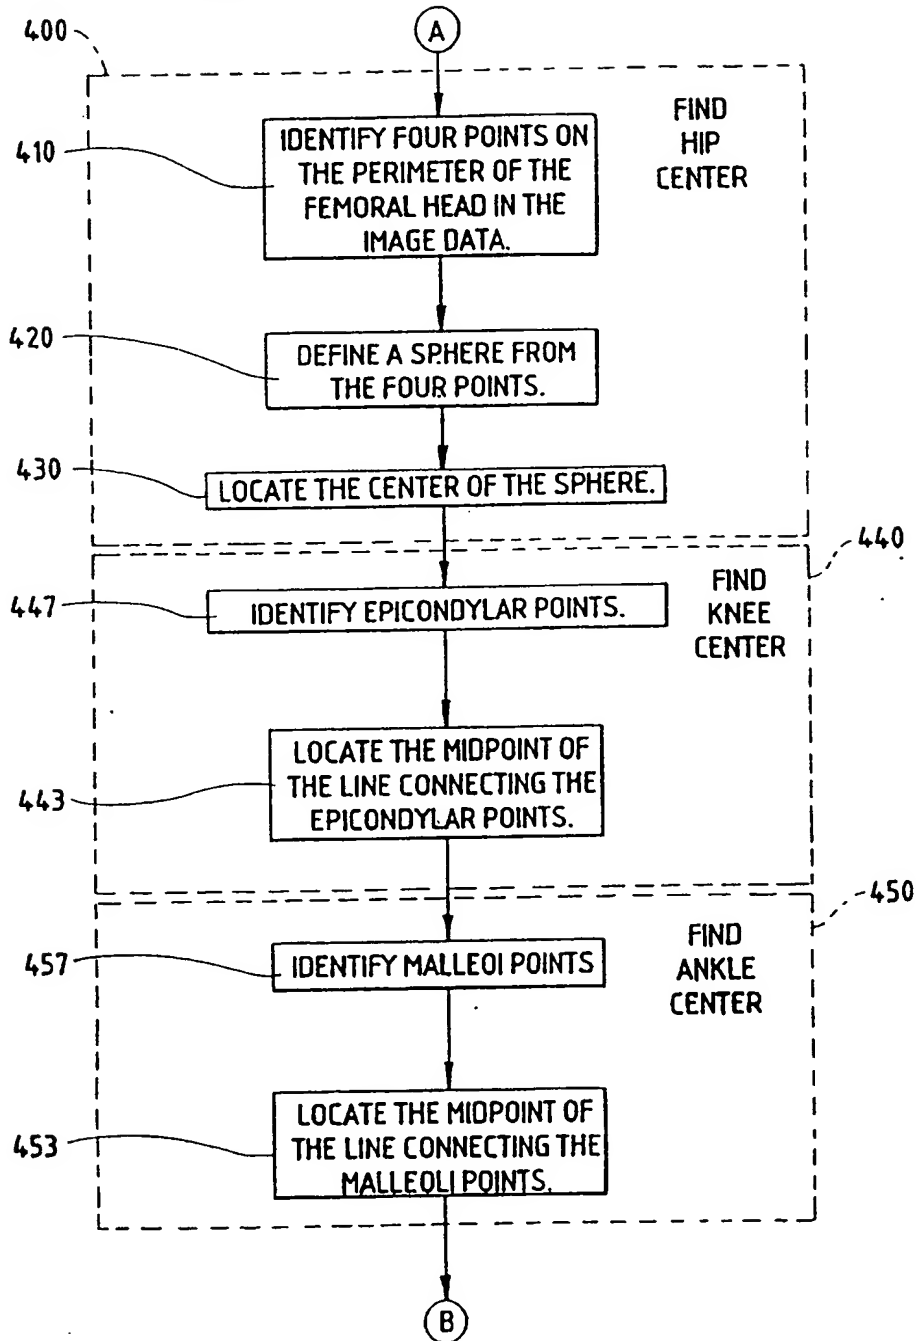 A
400
FIND
HIP
CENTER
410
IDENTIFY FOUR POINTS ON
THE PERIMETER OF THE
FEMORAL HEAD IN THE
IMAGE DATA.
420
DEFINE A SPHERE FROM
THE FOUR POINTS.
430
LOCATE THE CENTER OF THE SPHERE.
440
FIND
KNEE
CENTER
447
IDENTIFY EPICONDYLAR POINTS.
443
LOCATE THE MIDPOINT OF
THE LINE CONNECTING THE
EPICONDYLAR POINTS.
450
FIND
ANKLE
CENTER
457
IDENTIFY MALLEOI POINTS
453
LOCATE THE MIDPOINT OF
THE LINE CONNECTING THE
MALLEOLI POINTS.
B